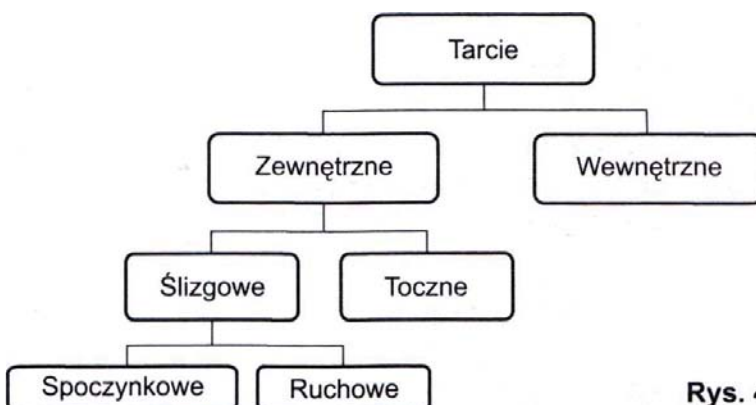 Tarcie
Zewnętrzne
Wewnętrzne
Ślizgowe
Toczne
Spoczynkowe
Ruchowe
Rys.